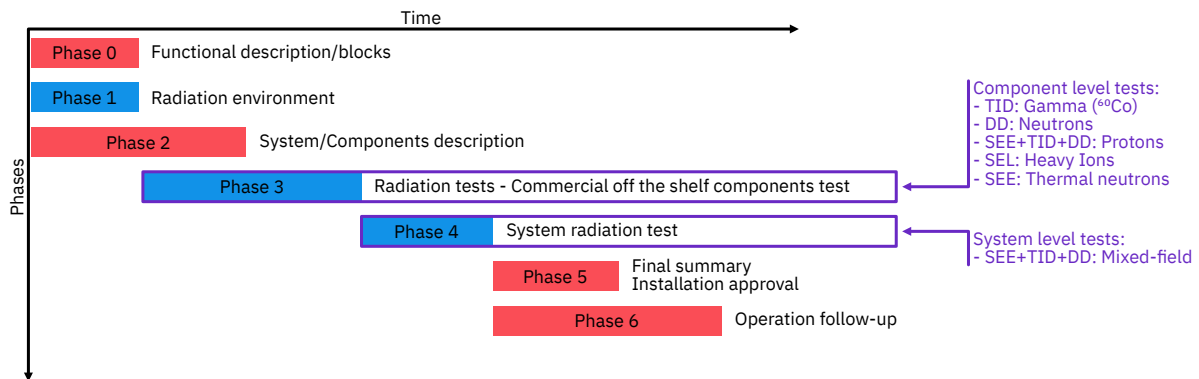 Time
Phases
Phase 0
Functional description/blocks
Phase 1
Radiation environment
Phase 2
System/Components description
Phase 3
Radiation tests - Commercial off the shelf components test
Phase 4
System radiation test
Phase 5
Final summary
Installation approval
Phase 6
Operation follow-up
Component level tests:
- TID: Gamma (⁶⁰Co)
- DD: Neutrons
- SEE+TID+DD: Protons
- SEL: Heavy Ions
- SEE: Thermal neutrons
System level tests:
- SEE+TID+DD: Mixed-field